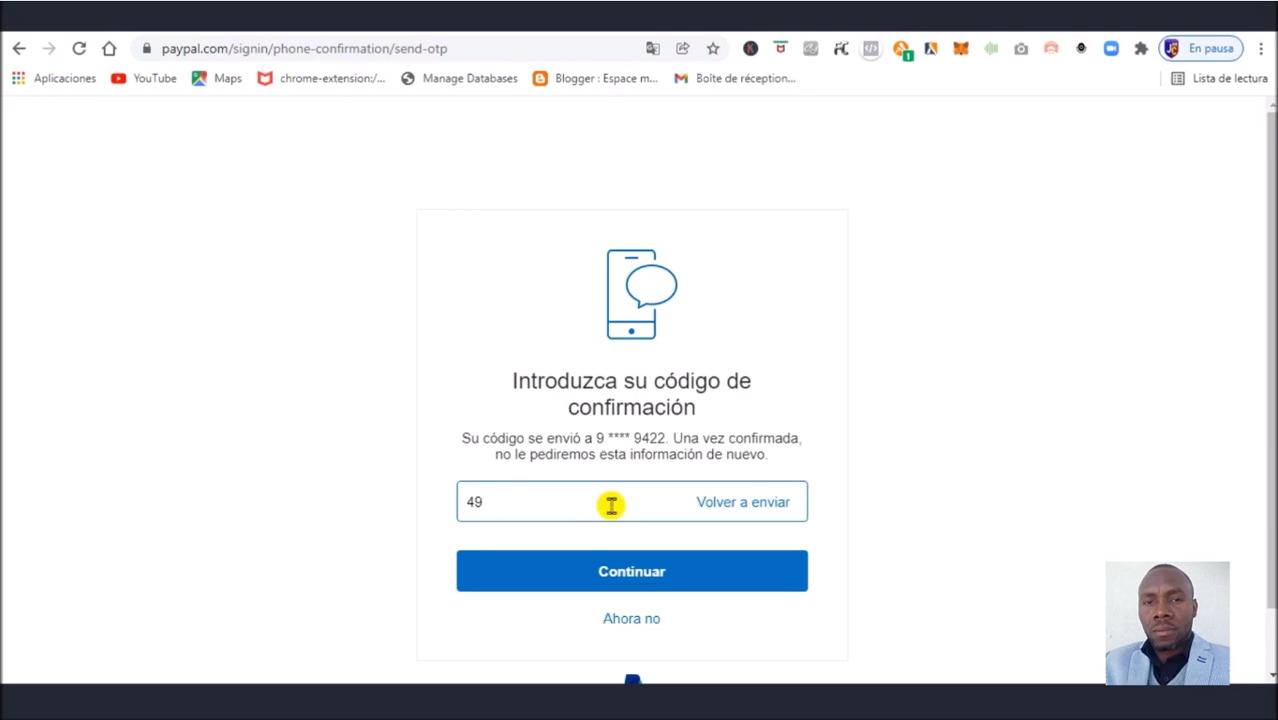 paypal.com/signin/phone-confirmation/send-otp
En pausa
Aplicaciones YouTube Maps chrome-extension:/... Manage Databases Blogger : Espace m... Boîte de réception... Lista de lectura
Introduzca su código de
confirmación
Su código se envió a 9 **** 9422. Una vez confirmada,
no le pediremos esta información de nuevo.
49 Volver a enviar
Continuar
Ahora no